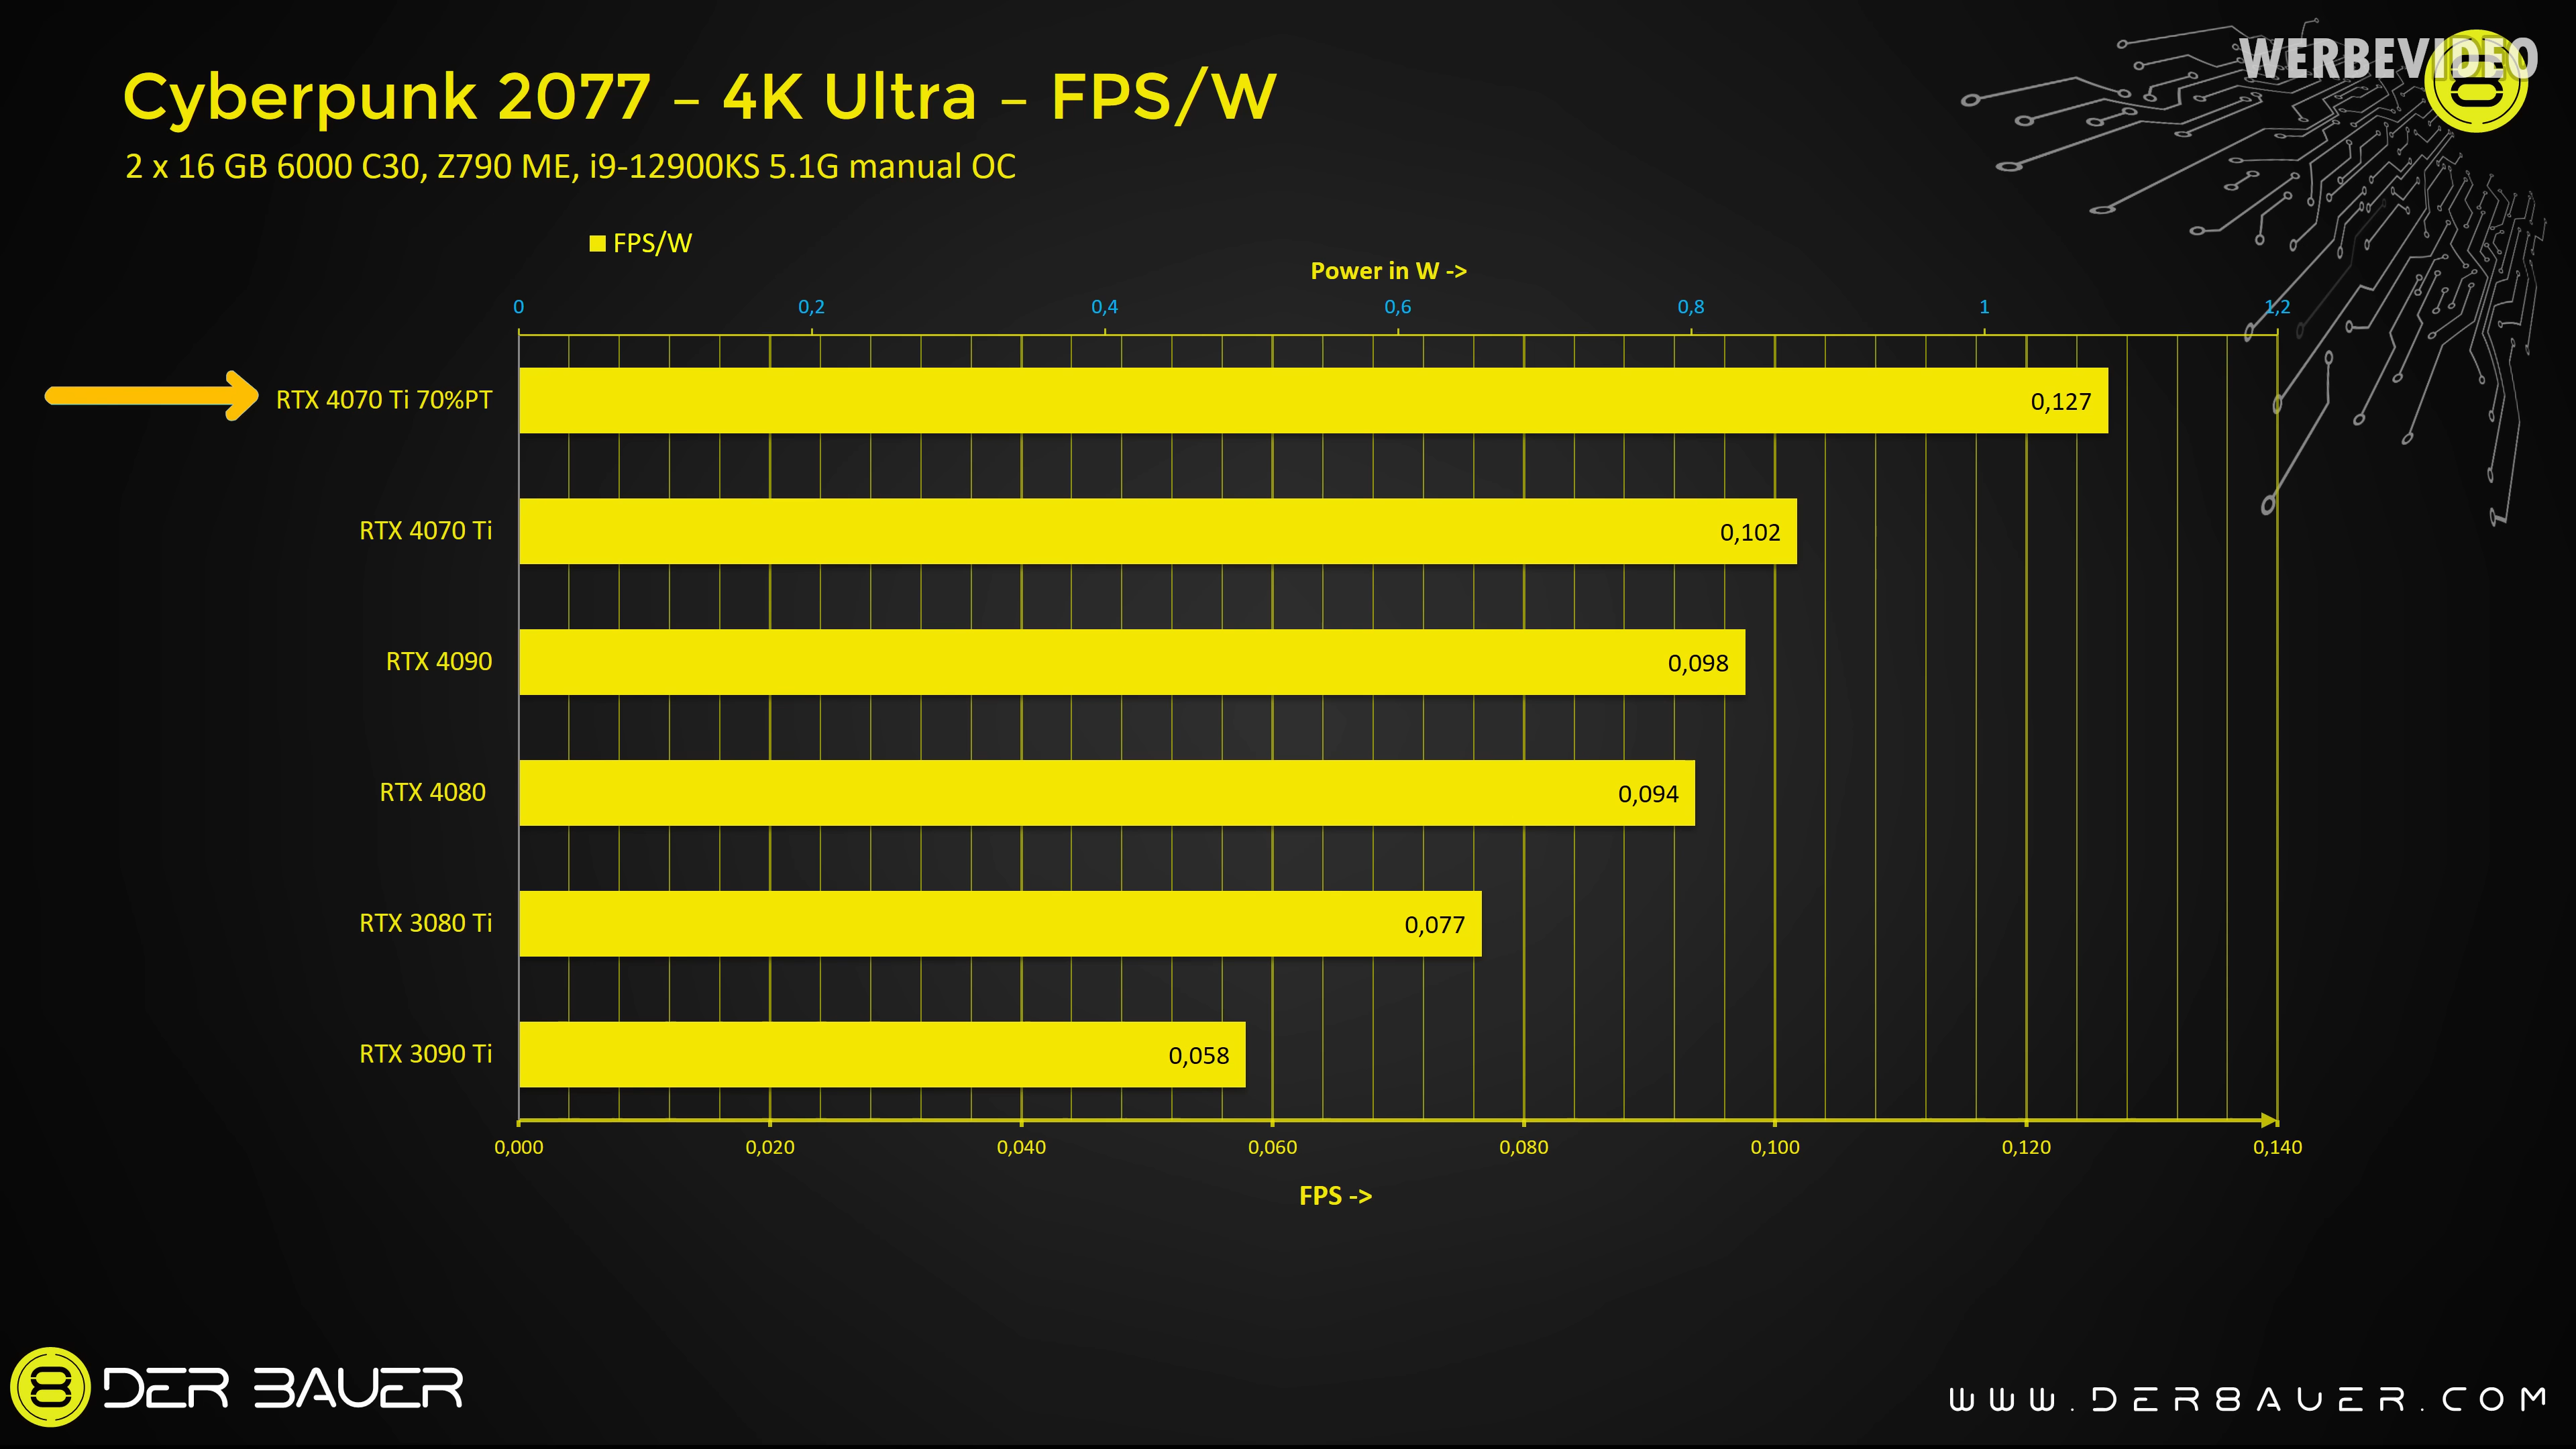 WERBEVIDEO
Cyberpunk 2077 – 4K Ultra – FPS/W
2 x 16 GB 6000 C30, Z790 ME, i9-12900KS 5.1G manual OC
FPS/W
Power in W ->
0 0,2 0,4 0,6 0,8 1 1,2
RTX 4070 Ti 70%PT 0,127
RTX 4070 Ti 0,102
RTX 4090 0,098
RTX 4080 0,094
RTX 3080 Ti 0,077
RTX 3090 Ti 0,058
0,000 0,020 0,040 0,060 0,080 0,100 0,120 0,140
FPS ->
DER 8AUER
WWW.DER8AUER.COM